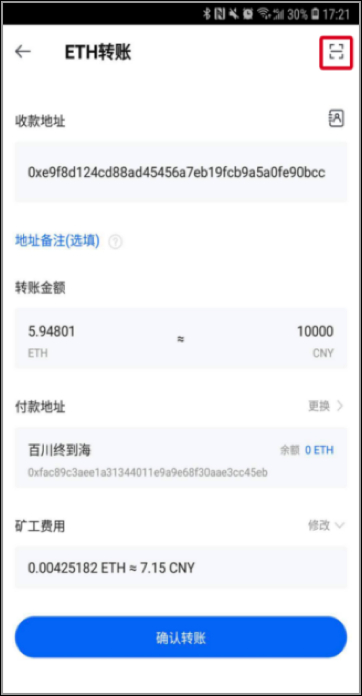 30% 17:21
ETH转账
收款地址
0xe9f8d124cd88ad45456a7eb19fcb9a5a0fe90bcc
地址备注(选填) ?
转账金额
5.94801 ≈ 10000
ETH CNY
付款地址 更换
百川终到海 余额 0 ETH
0xfac89c3aee1a31344011e9a9e68f30aae3cc45eb
矿工费用 修改
0.00425182 ETH ≈ 7.15 CNY
确认转账